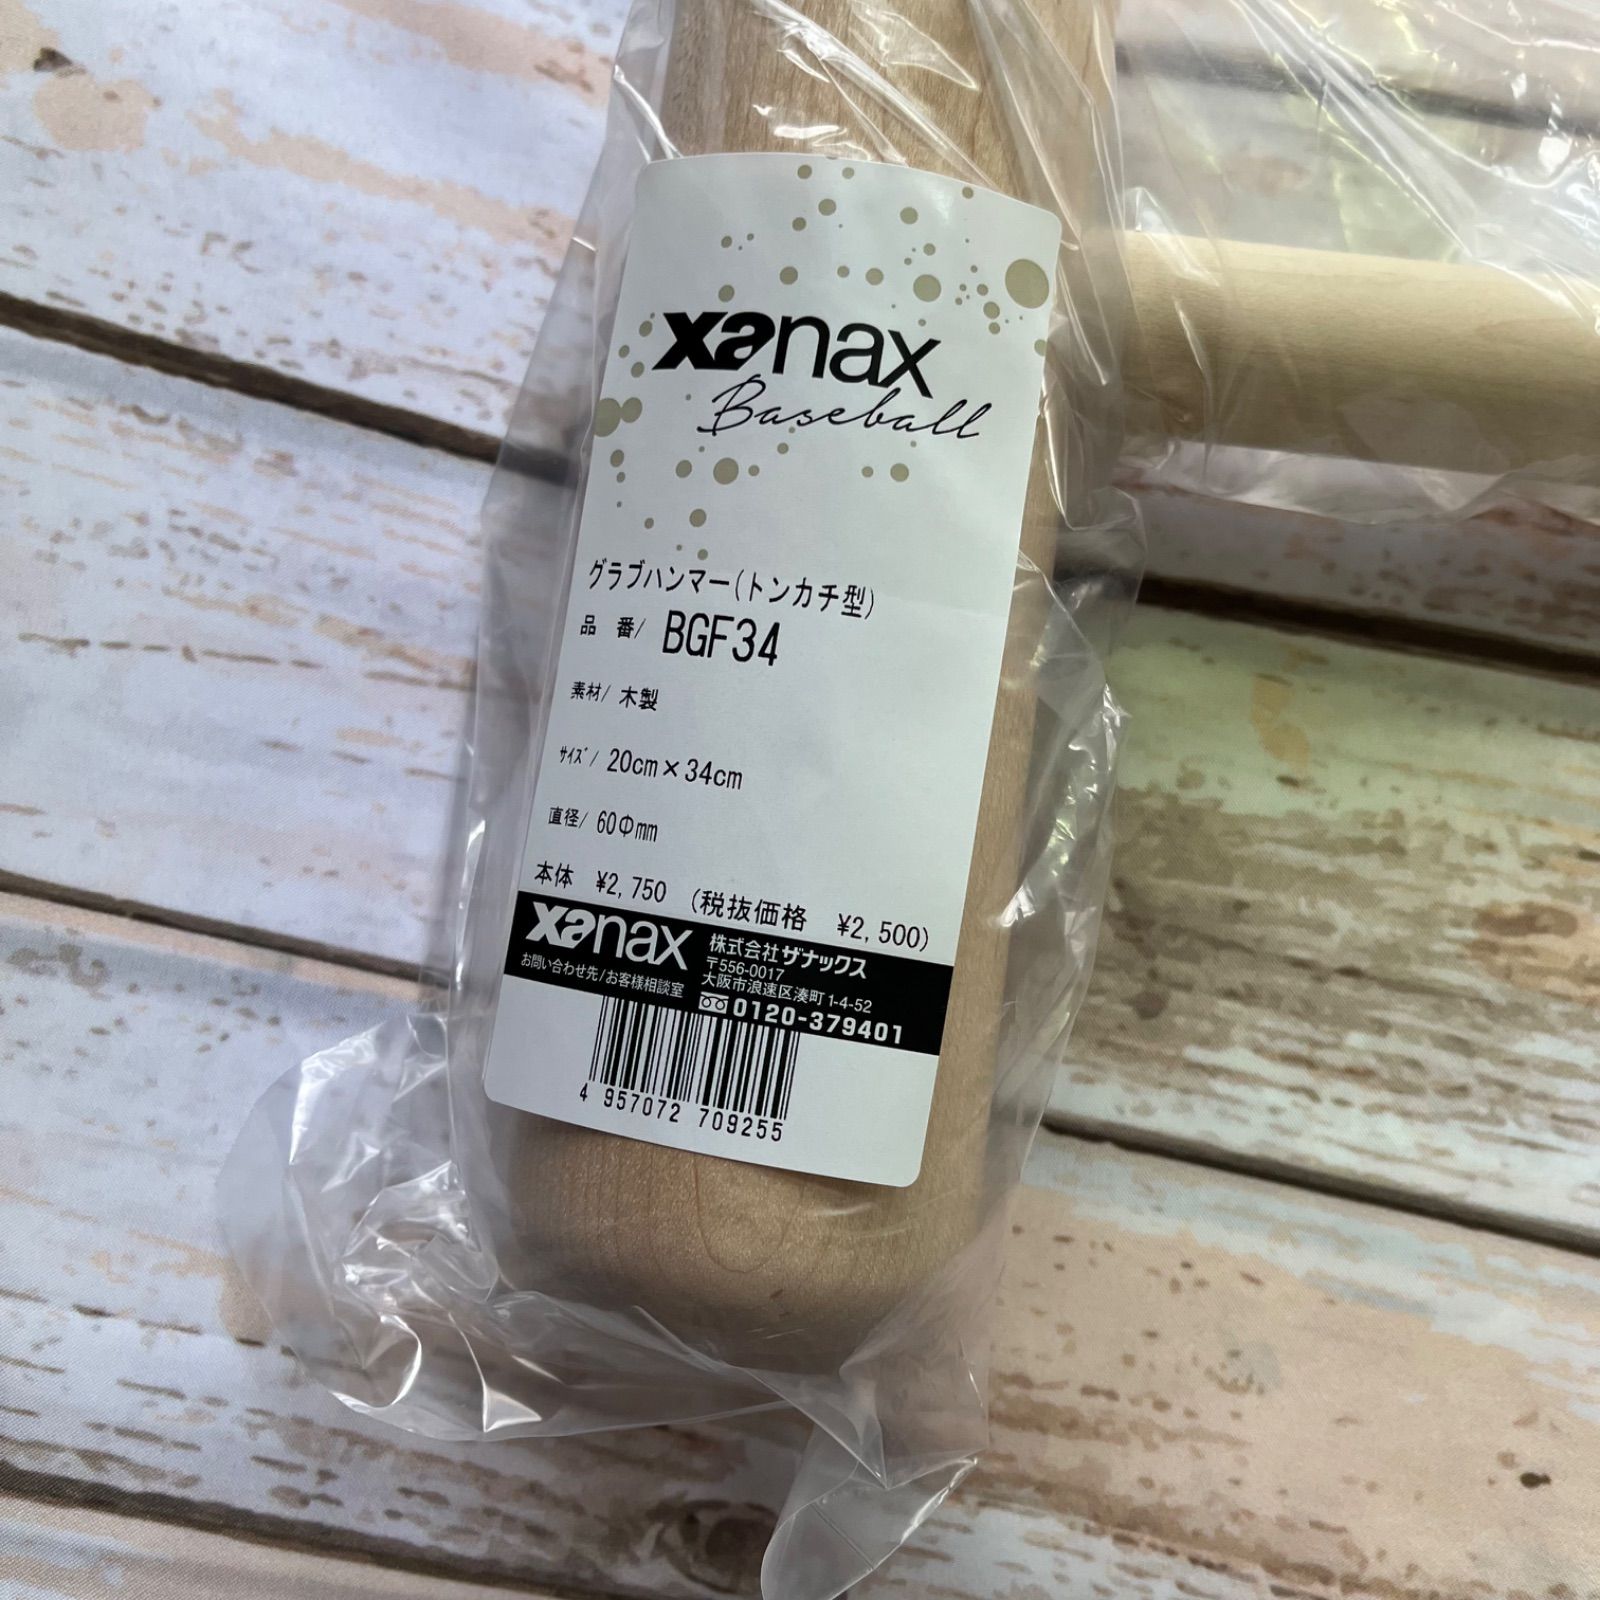 xanax
Baseball
グラブハンマー(トンカチ型)
品 番/ BGF34
素材/ 木製
サイズ/ 20cm×34cm
直径/ 60Φmm
本体 ¥2,750 (税抜価格 ¥2,500)
xanax 株式会社ザナックス
〒556-0017
大阪市浪速区湊町1-4-52
お問い合わせ先/お客様相談室 0120-379401
4 957072 709255